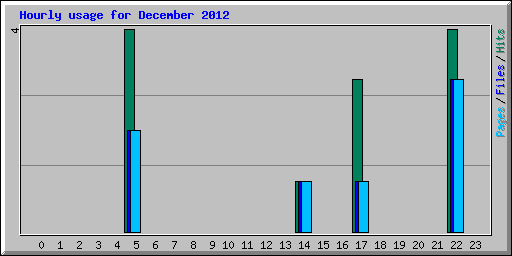 Hourly usage for December 2012
4
Pages/Files/Hits
0 1 2 3 4 5 6 7 8 9 10 11 12 13 14 15 16 17 18 19 20 21 22 23